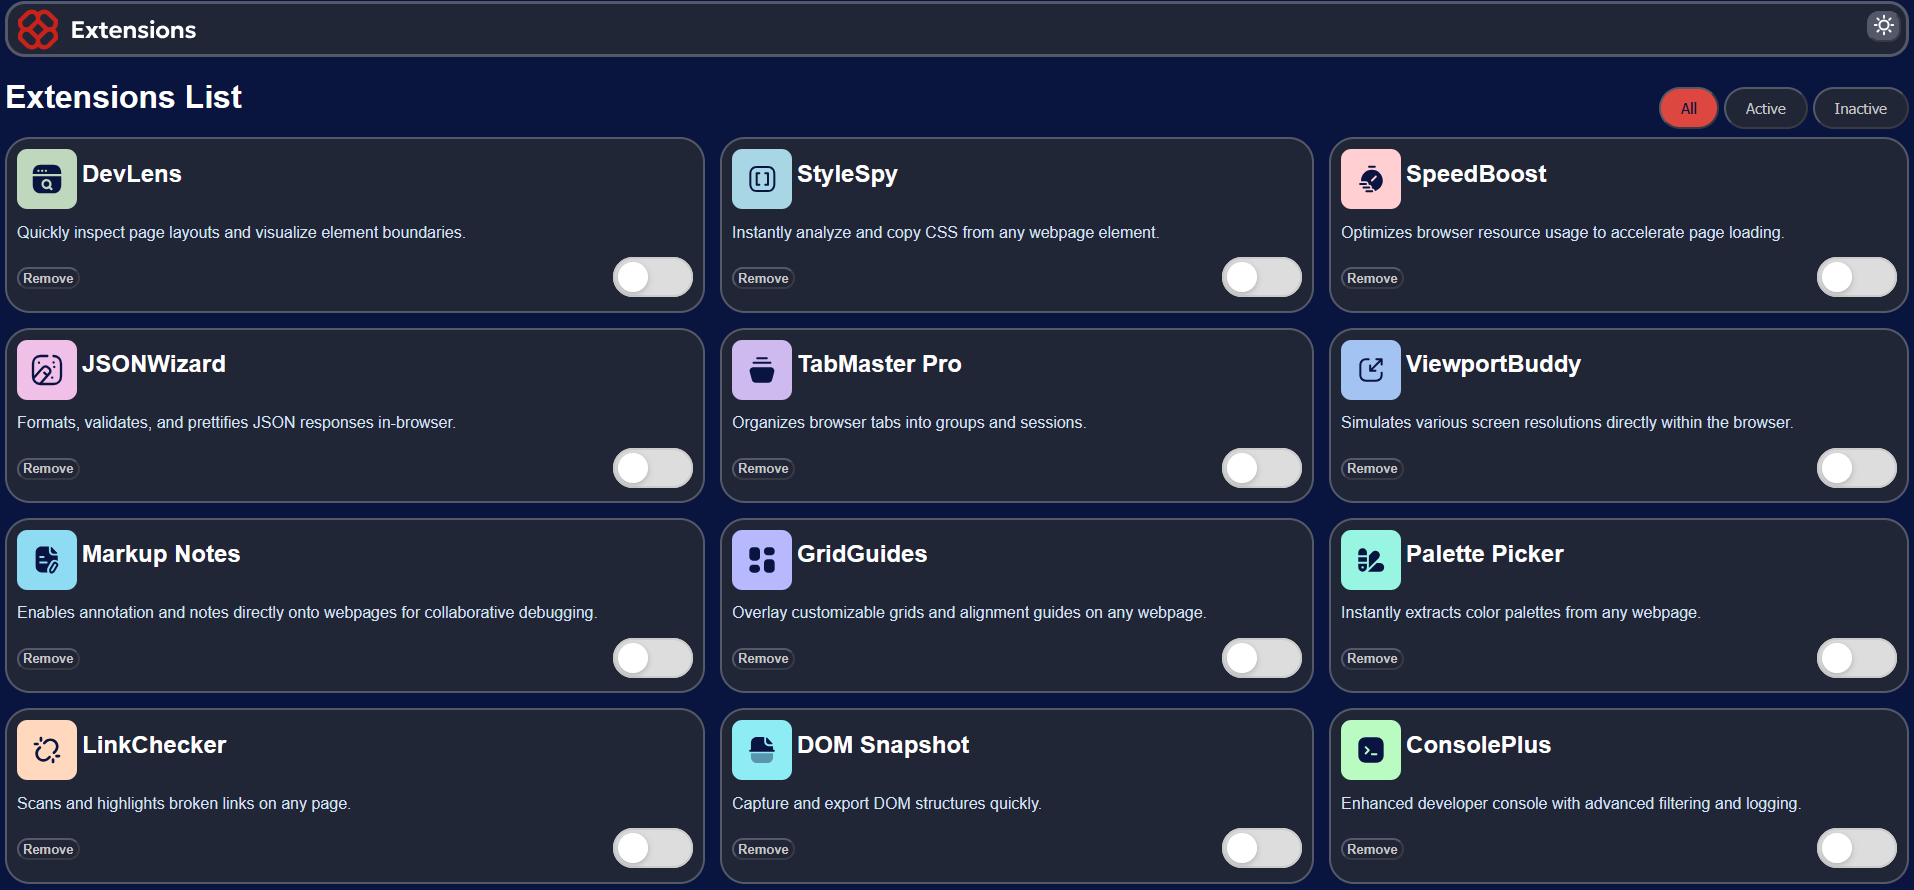 Extensions
Extensions List
All
Active
Inactive
DevLens
Quickly inspect page layouts and visualize element boundaries.
Remove
StyleSpy
Instantly analyze and copy CSS from any webpage element.
Remove
SpeedBoost
Optimizes browser resource usage to accelerate page loading.
Remove
JSONWizard
Formats, validates, and prettifies JSON responses in-browser.
Remove
TabMaster Pro
Organizes browser tabs into groups and sessions.
Remove
ViewportBuddy
Simulates various screen resolutions directly within the browser.
Remove
Markup Notes
Enables annotation and notes directly onto webpages for collaborative debugging.
Remove
GridGuides
Overlay customizable grids and alignment guides on any webpage.
Remove
Palette Picker
Instantly extracts color palettes from any webpage.
Remove
LinkChecker
Scans and highlights broken links on any page.
Remove
DOM Snapshot
Capture and export DOM structures quickly.
Remove
ConsolePlus
Enhanced developer console with advanced filtering and logging.
Remove